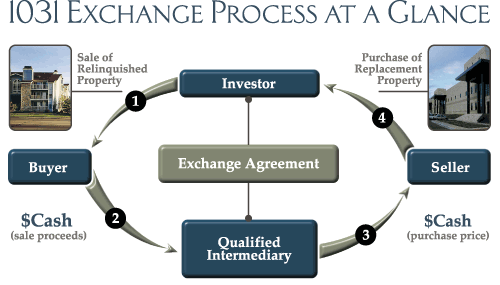 1031 EXCHANGE PROCESS AT A GLANCE
Sale of
Relinquished
Property
Purchase of
Replacement
Property
Investor
1
4
Buyer
Exchange Agreement
Seller
$Cash
(sale proceeds)
2
Qualified
Intermediary
3
$Cash
(purchase price)